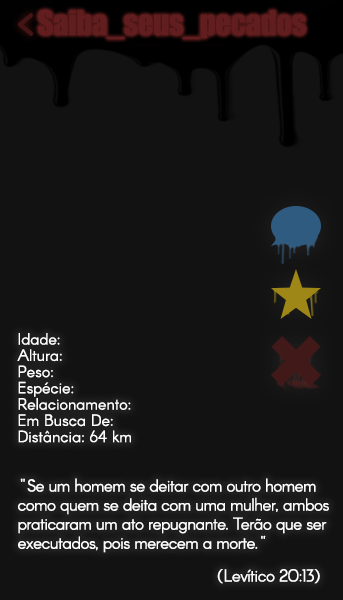 < Saiba_seus_pecados
Idade:
Altura:
Peso:
Espécie:
Relacionamento:
Em Busca De:
Distância: 64 km
"Se um homem se deitar com outro homem
como quem se deita com uma mulher, ambos
praticaram um ato repugnante. Terão que ser
executados, pois merecem a morte."
(Levítico 20:13)